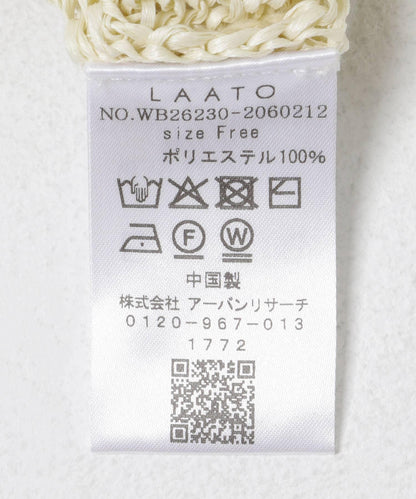 LAATO
NO.WB26230-2060212
size Free
ポリエステル100%
F W
中国製
株式会社 アーバンリサーチ
0120-967-013
1772